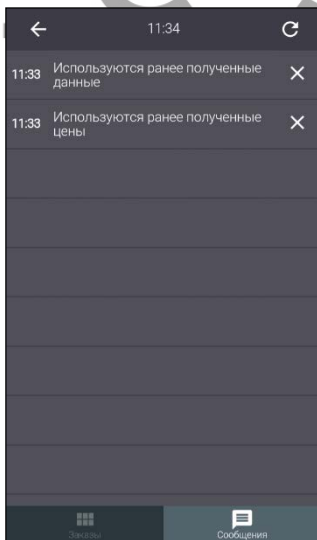 11:34
11:33 Используются ранее полученные
данные
11:33 Используются ранее полученные
цены
Заказы
Сообщения